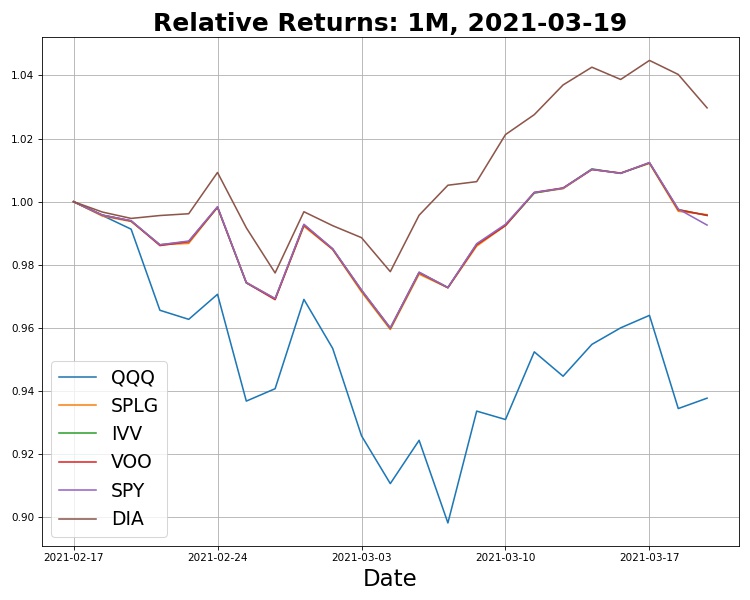 Relative Returns: 1M, 2021-03-19
1.04
1.02
1.00
0.98
0.96
0.94
0.92
0.90
QQQ
SPLG
IVV
VOO
SPY
DIA
2021-02-17
2021-02-24
2021-03-03
2021-03-10
2021-03-17
Date